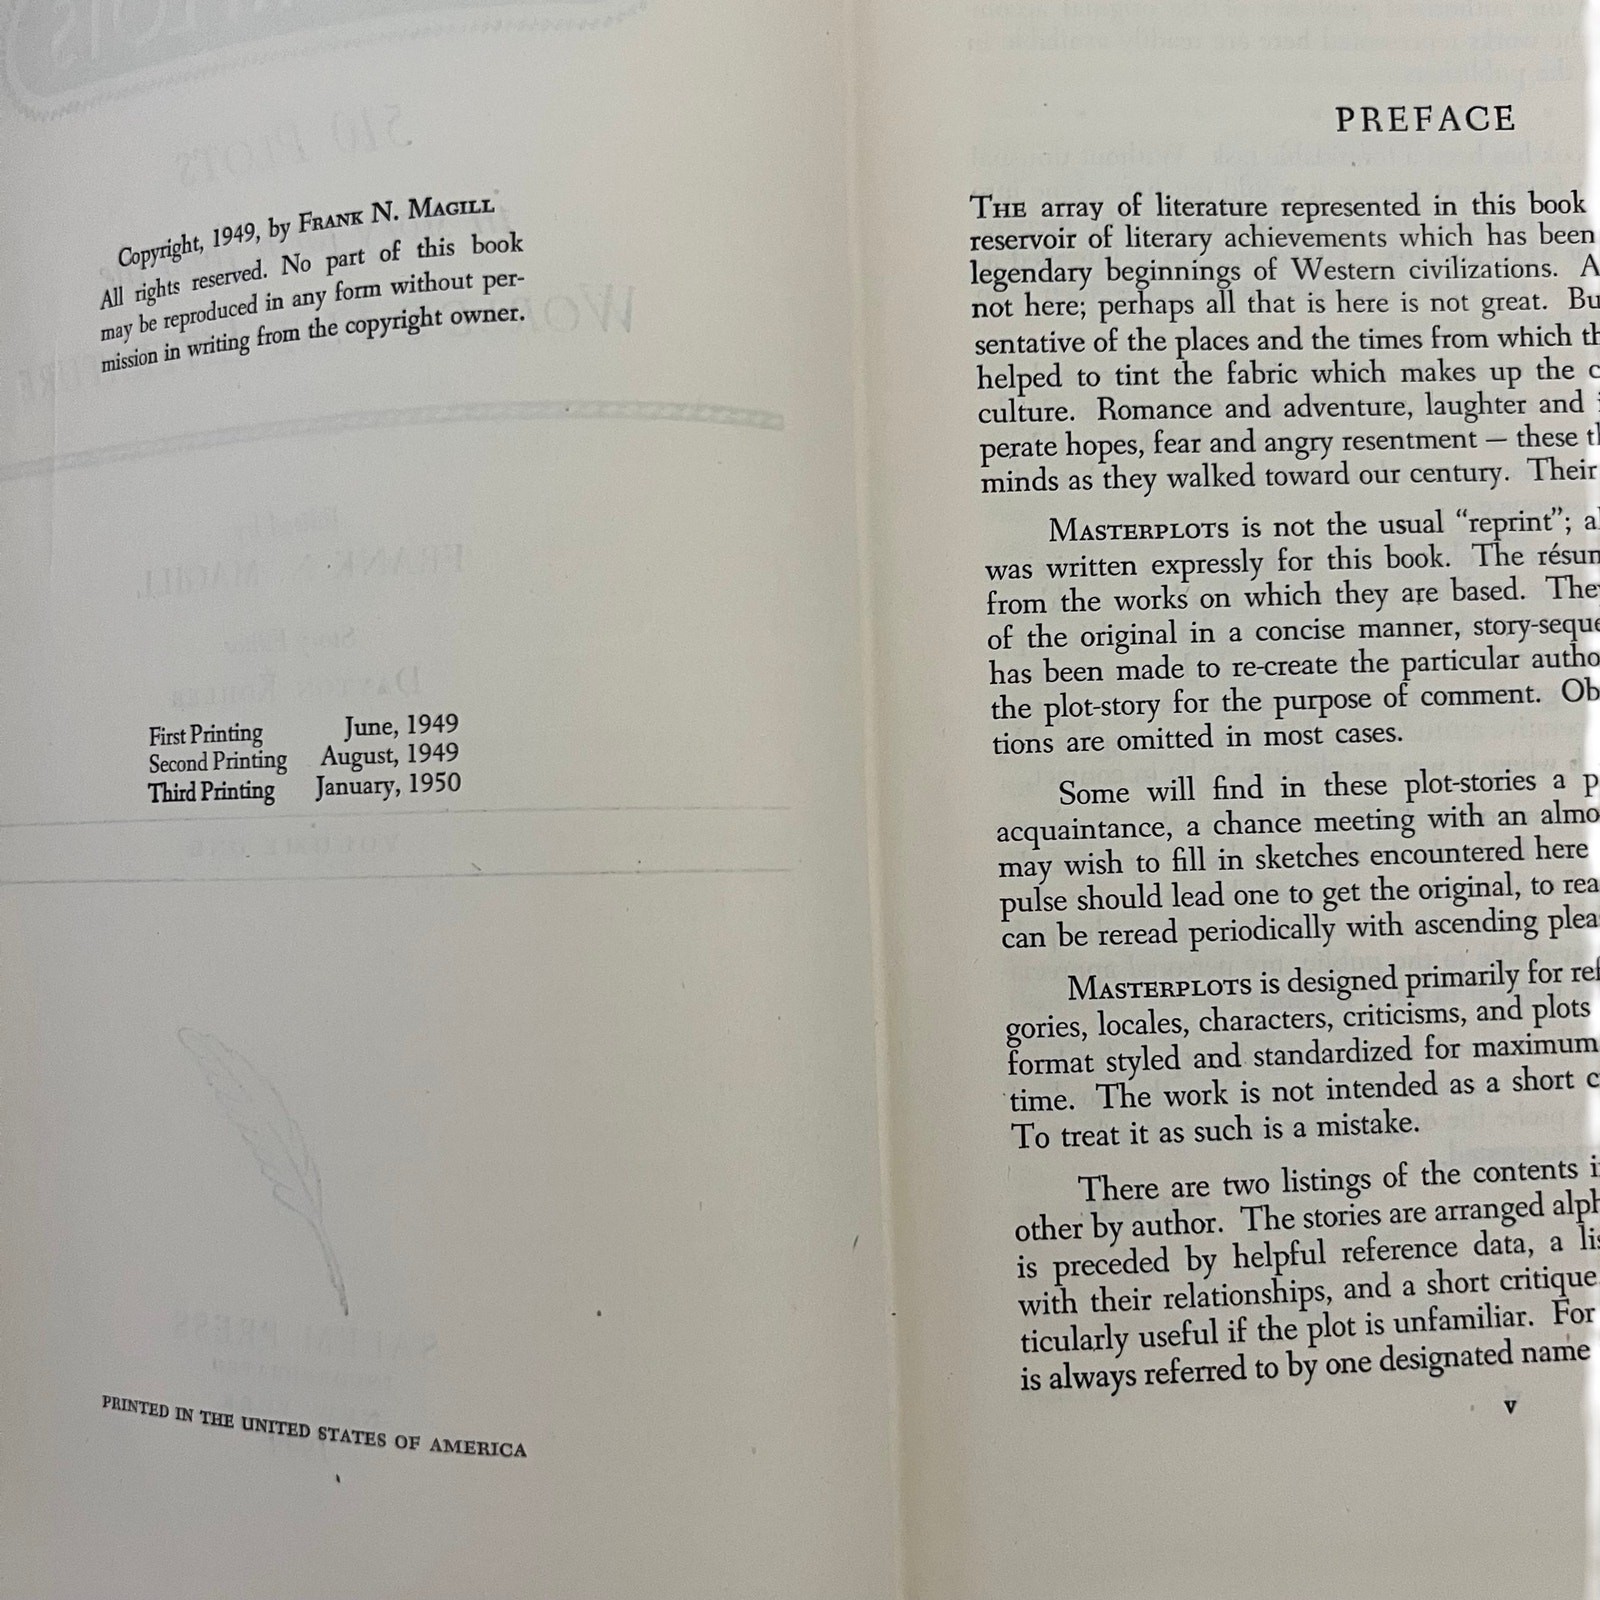 Copyright, 1949, by FRANK N. MAGILL
All rights reserved. No part of this book
may be reproduced in any form without per-
mission in writing from the copyright owner.
First Printing June, 1949
Second Printing August, 1949
Third Printing January, 1950
PRINTED IN THE UNITED STATES OF AMERICA
PREFACE
THE array of literature represented in this book
reservoir of literary achievements which has been
legendary beginnings of Western civilizations. A
not here; perhaps all that is here is not great. Bu
sentative of the places and the times from which th
helped to tint the fabric which makes up the c
culture. Romance and adventure, laughter and i
perate hopes, fear and angry resentment — these th
minds as they walked toward our century. Their
MASTERPLOTS is not the usual “reprint”; al
was written expressly for this book. The résum
from the works on which they are based. They
of the original in a concise manner, story-seque
has been made to re-create the particular autho
the plot-story for the purpose of comment. Ob
tions are omitted in most cases.
Some will find in these plot-stories a p
acquaintance, a chance meeting with an almo
may wish to fill in sketches encountered here
pulse should lead one to get the original, to rea
can be reread periodically with ascending pleas
MASTERPLOTS is designed primarily for ref
gories, locales, characters, criticisms, and plots
format styled and standardized for maximum
time. The work is not intended as a short c
To treat it as such is a mistake.
There are two listings of the contents i
other by author. The stories are arranged alph
is preceded by helpful reference data, a lis
with their relationships, and a short critique.
ticularly useful if the plot is unfamiliar. For
is always referred to by one designated name
v